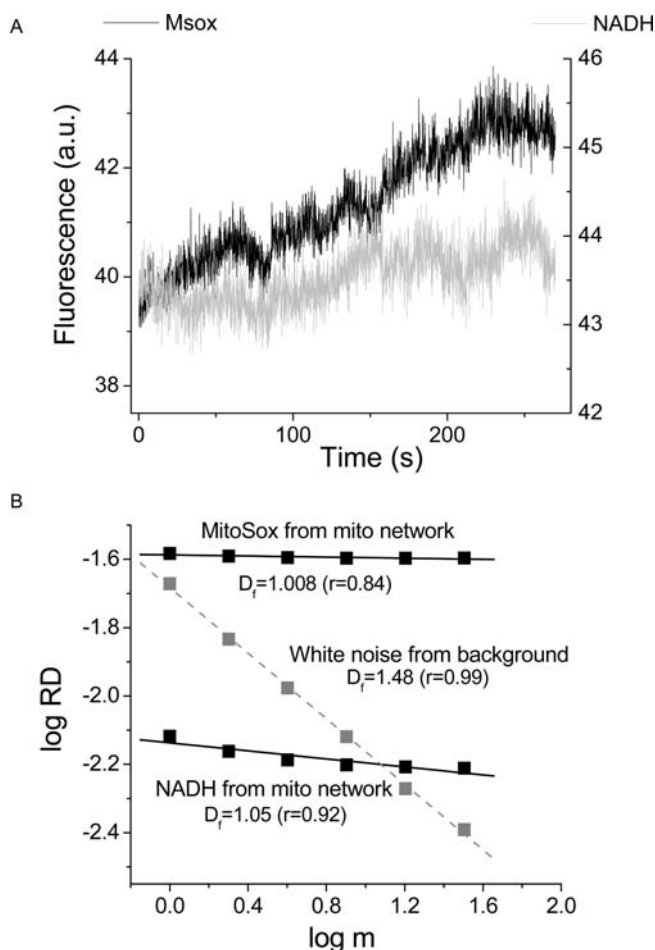 A
Msox
NADH
44
42
40
38
46
45
44
43
42
Fluorescence (a.u.)
0
100
200
Time (s)
B
-1.6
-1.8
-2.0
-2.2
-2.4
log RD
MitoSox from mito network
Df=1.008 (r=0.84)
White noise from background
Df=1.48 (r=0.99)
NADH from mito network
Df=1.05 (r=0.92)
0.0
0.4
0.8
1.2
1.6
2.0
log m